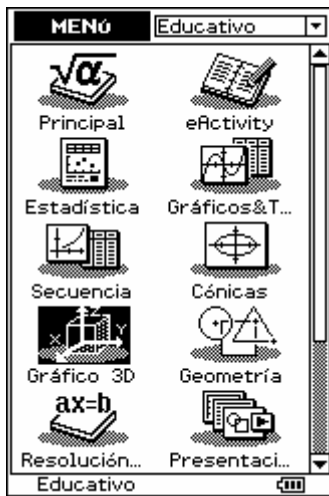 MENú Educativo
√α
Principal eActivity
Estadística Gráficos&T...
Secuencia Cónicas
X Z Y
Gráfico 3D Geometría
ax=b
Resolución... Presentaci...
Educativo